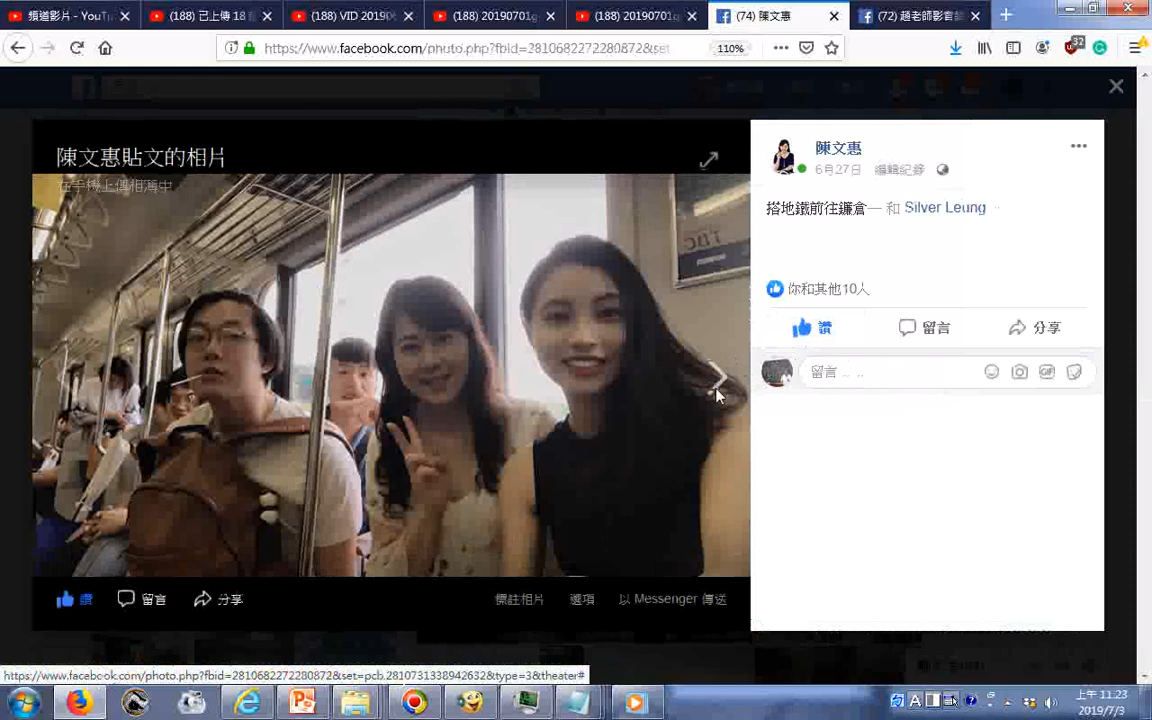 頻道影片 - YouTu
(188) 已上傳 18
(188) VID 20190
(188) 20190701
(188) 20190701
(74) 陳文惠
(72) 趙老師影音
https://www.facebook.com/photo.php?fbid=2810682272280872&set
110%
32
陳文惠貼文的相片
在手機上傳相簿中
陳文惠
6月27日 編輯紀錄
搭地鐵前往鎌倉— 和 Silver Leung
你和其他10人
讚 留言 分享
留言
GIF
讚 留言 分享
標註相片 選項 以 Messenger 傳送
https://www.facebook.com/photo.php?fbid=2810682272280872&set=pcb.2810731338942632&type=3&theater#
上午 11:23
2019/7/3